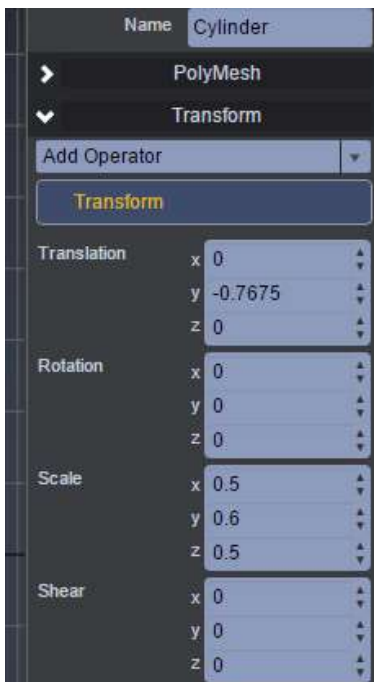 Name Cylinder
PolyMesh
Transform
Add Operator
Transform
Translation x 0
y -0.7675
z 0
Rotation x 0
y 0
z 0
Scale x 0.5
y 0.6
z 0.5
Shear x 0
y 0
z 0